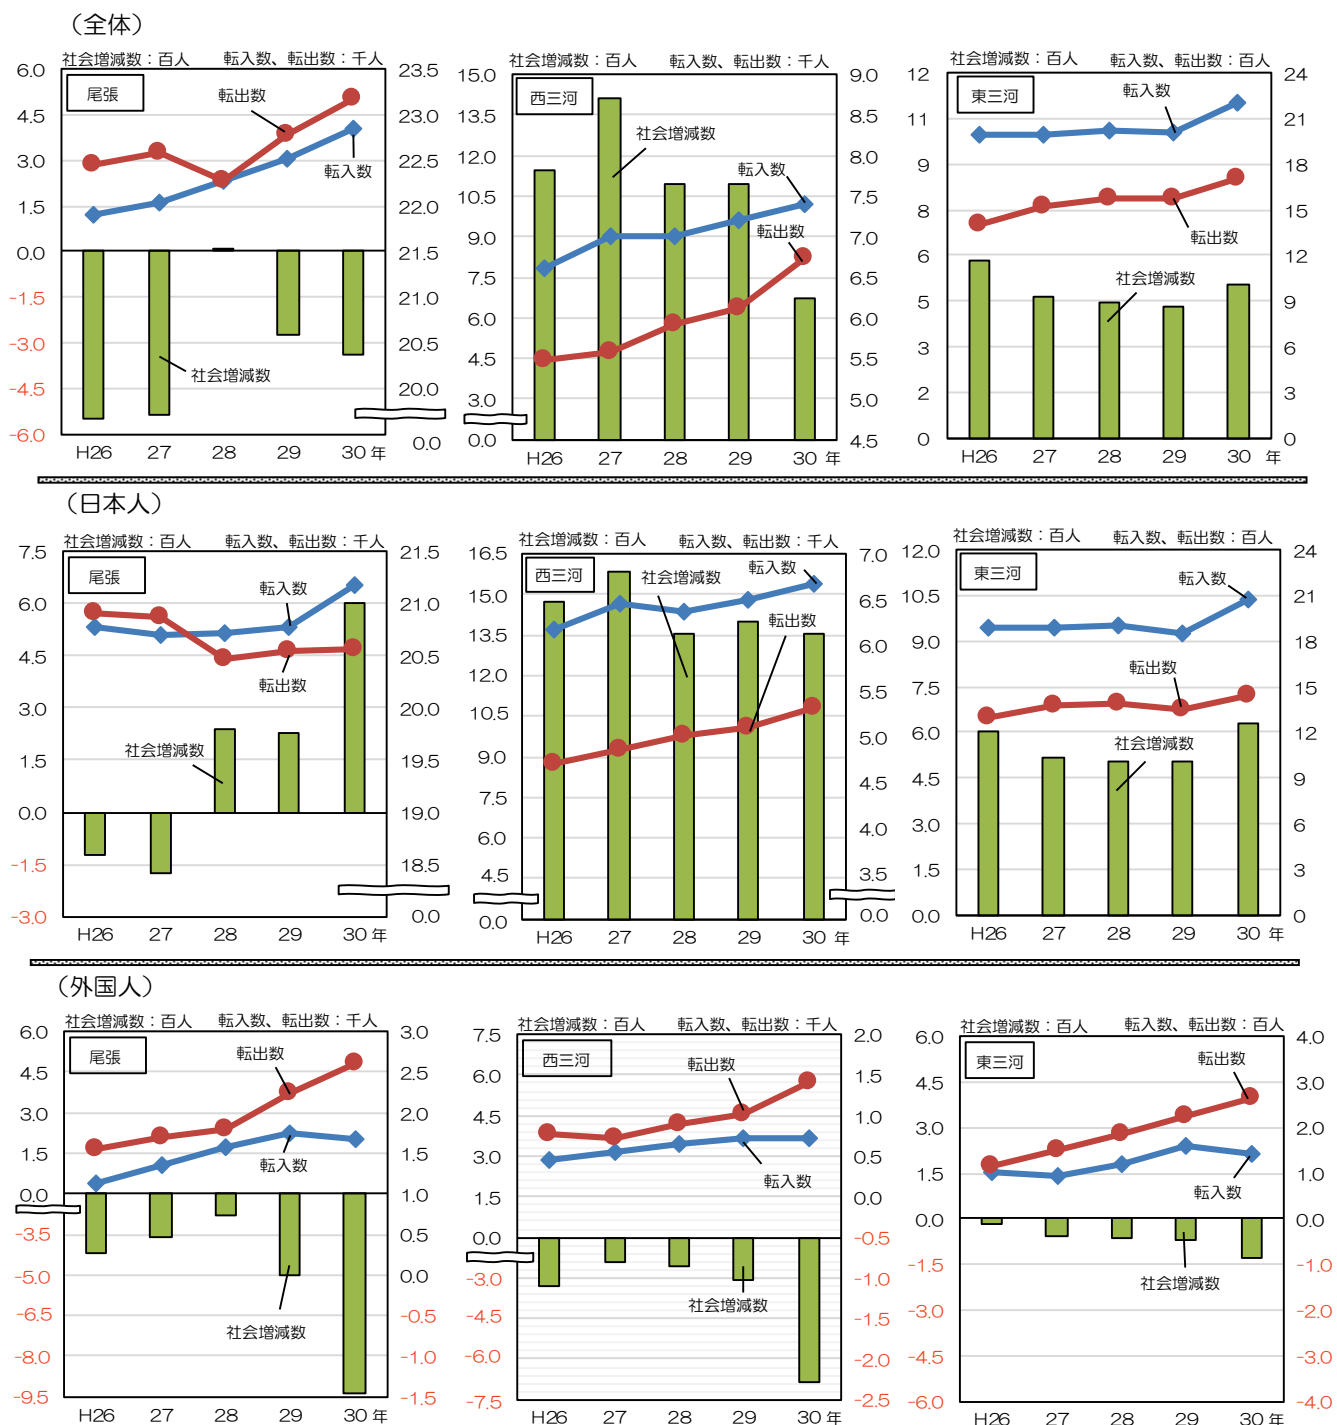 （全体）
社会増減数：百人 転入数、転出数：千人
尾張
6.0
4.5
3.0
1.5
0.0
-1.5
-3.0
-4.5
-6.0
23.5
23.0
22.5
22.0
21.5
21.0
20.5
20.0
0.0
転出数
転入数
社会増減数
H26 27 28 29 30 年
社会増減数：百人 転入数、転出数：千人
西三河
15.0
13.5
12.0
10.5
9.0
7.5
6.0
4.5
3.0
0.0
9.0
8.5
8.0
7.5
7.0
6.5
6.0
5.5
5.0
4.5
社会増減数
転入数
転出数
H26 27 28 29 30 年
社会増減数：百人 転入数、転出数：百人
東三河
12
11
9
8
6
5
3
2
0
24
21
18
15
12
9
6
3
0
転入数
転出数
社会増減数
H26 27 28 29 30 年
（日本人）
社会増減数：百人 転入数、転出数：千人
尾張
7.5
6.0
4.5
3.0
1.5
0.0
-1.5
-3.0
21.5
21.0
20.5
20.0
19.5
19.0
18.5
0.0
転入数
転出数
社会増減数
H26 27 28 29 30 年
社会増減数：百人 転入数、転出数：千人
西三河
16.5
15.0
13.5
12.0
10.5
9.0
7.5
6.0
4.5
0.0
7.0
6.5
6.0
5.5
5.0
4.5
4.0
3.5
0.0
社会増減数
転入数
転出数
H26 27 28 29 30 年
社会増減数：百人 転入数、転出数：百人
東三河
12.0
10.5
9.0
7.5
6.0
4.5
3.0
1.5
0.0
24
21
18
15
12
9
6
3
0
転入数
転出数
社会増減数
H26 27 28 29 30 年
（外国人）
社会増減数：百人 転入数、転出数：千人
尾張
6.0
4.5
3.0
1.5
0.0
-3.5
-5.0
-6.5
-8.0
-9.5
3.0
2.5
2.0
1.5
1.0
0.5
0.0
-0.5
-1.0
-1.5
転出数
転入数
社会増減数
H26 27 28 29 30 年
社会増減数：百人 転入数、転出数：千人
西三河
7.5
6.0
4.5
3.0
1.5
0.0
-3.0
-4.5
-6.0
-7.5
2.0
1.5
1.0
0.5
0.0
-0.5
-1.0
-1.5
-2.0
-2.5
転出数
転入数
社会増減数
H26 27 28 29 30 年
社会増減数：百人 転入数、転出数：百人
東三河
6.0
4.5
3.0
1.5
0.0
-1.5
-3.0
-4.5
-6.0
4.0
3.0
2.0
1.0
0.0
-1.0
-2.0
-3.0
-4.0
転出数
転入数
社会増減数
H26 27 28 29 30 年